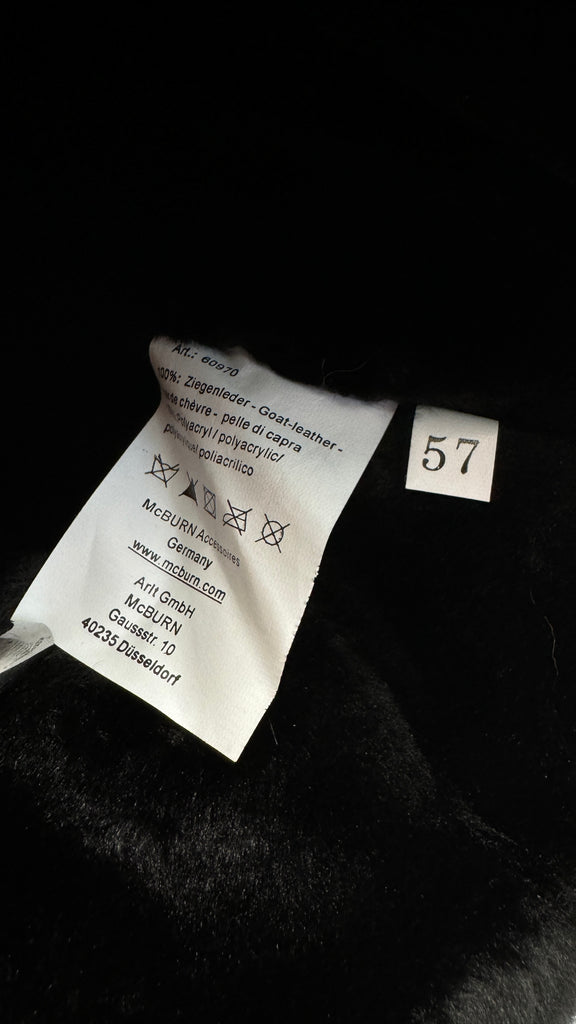 Art.: 60970
100%: Ziegenleder - Goat-leather -
de chèvre - pelle di capra
polyacryl / polyacrylic/
poliacrilico
McBURN Accessoires
Germany
www.mcburn.com
Arlt GmbH
McBURN
Gaussstr. 10
40235 Düsseldorf
57